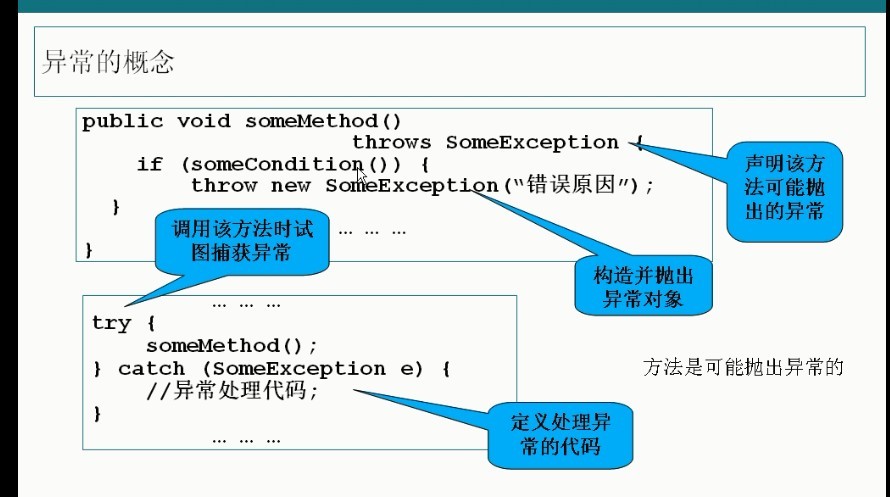 异常的概念
public void someMethod()
throws SomeException {
if (someCondition()) {
throw new SomeException(“错误原因”);
}
… … …
}
声明该方
法可能抛
出的异常
调用该方法时试
图捕获异常
构造并抛出
异常对象
… … …
try {
someMethod();
} catch (SomeException e) {
//异常处理代码;
}
… … …
方法是可能抛出异常的
定义处理异
常的代码